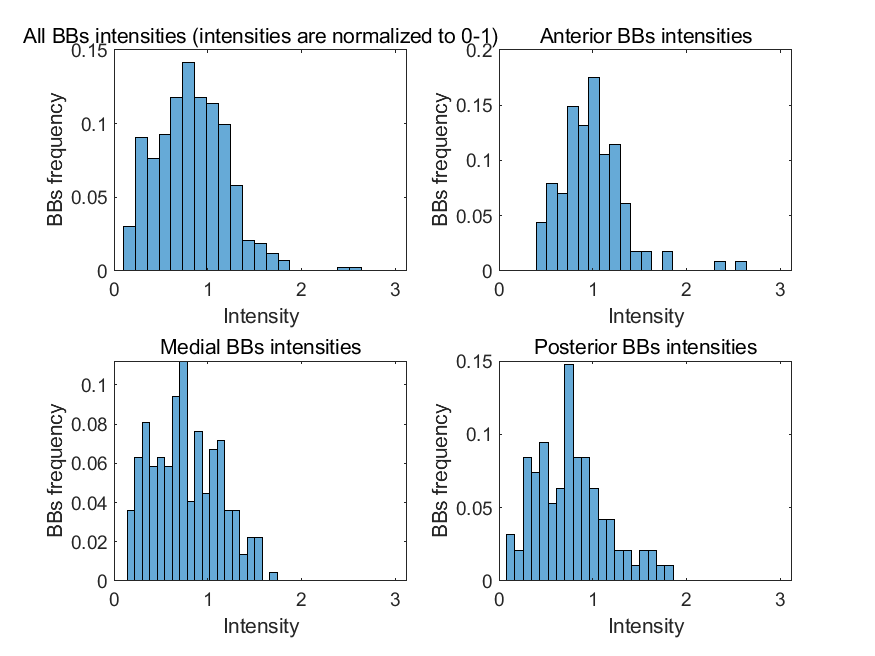 All BBs intensities (intensities are normalized to 0-1)
0.15
0.1
0.05
0
BBs frequency
0 1 2 3
Intensity
Anterior BBs intensities
0.2
0.15
0.1
0.05
0
BBs frequency
0 1 2 3
Intensity
Medial BBs intensities
0.1
0.08
0.06
0.04
0.02
0
BBs frequency
0 1 2 3
Intensity
Posterior BBs intensities
0.15
0.1
0.05
0
BBs frequency
0 1 2 3
Intensity